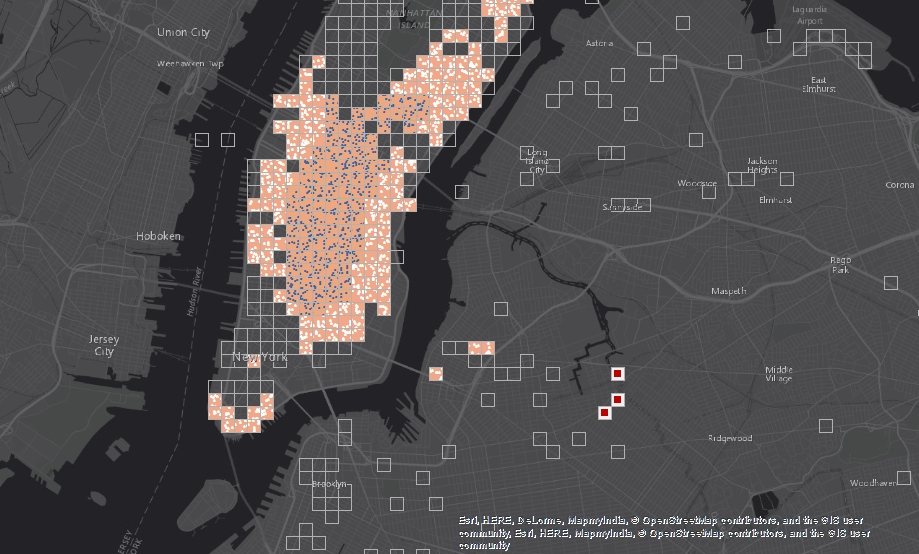 MANHATTAN
ISLAND
Laguardia
Airport
Union City
Astoria
Weehawken Twp
East
Elmhurst
Long
Island
City
Jackson
Heights
Woodside
Corona
Elmhurst
Sunnyside
Hoboken
Rego
Park
Hudson River
Maspeth
Jersey
City
New York
Middle
Village
Ridgewood
Brooklyn
Woodhaven
Esri, HERE, DeLorme, MapmyIndia, © OpenStreetMap contributors, and the GIS user
community, Esri, HERE, MapmyIndia, © OpenStreetMap contributors, and the GIS user
community